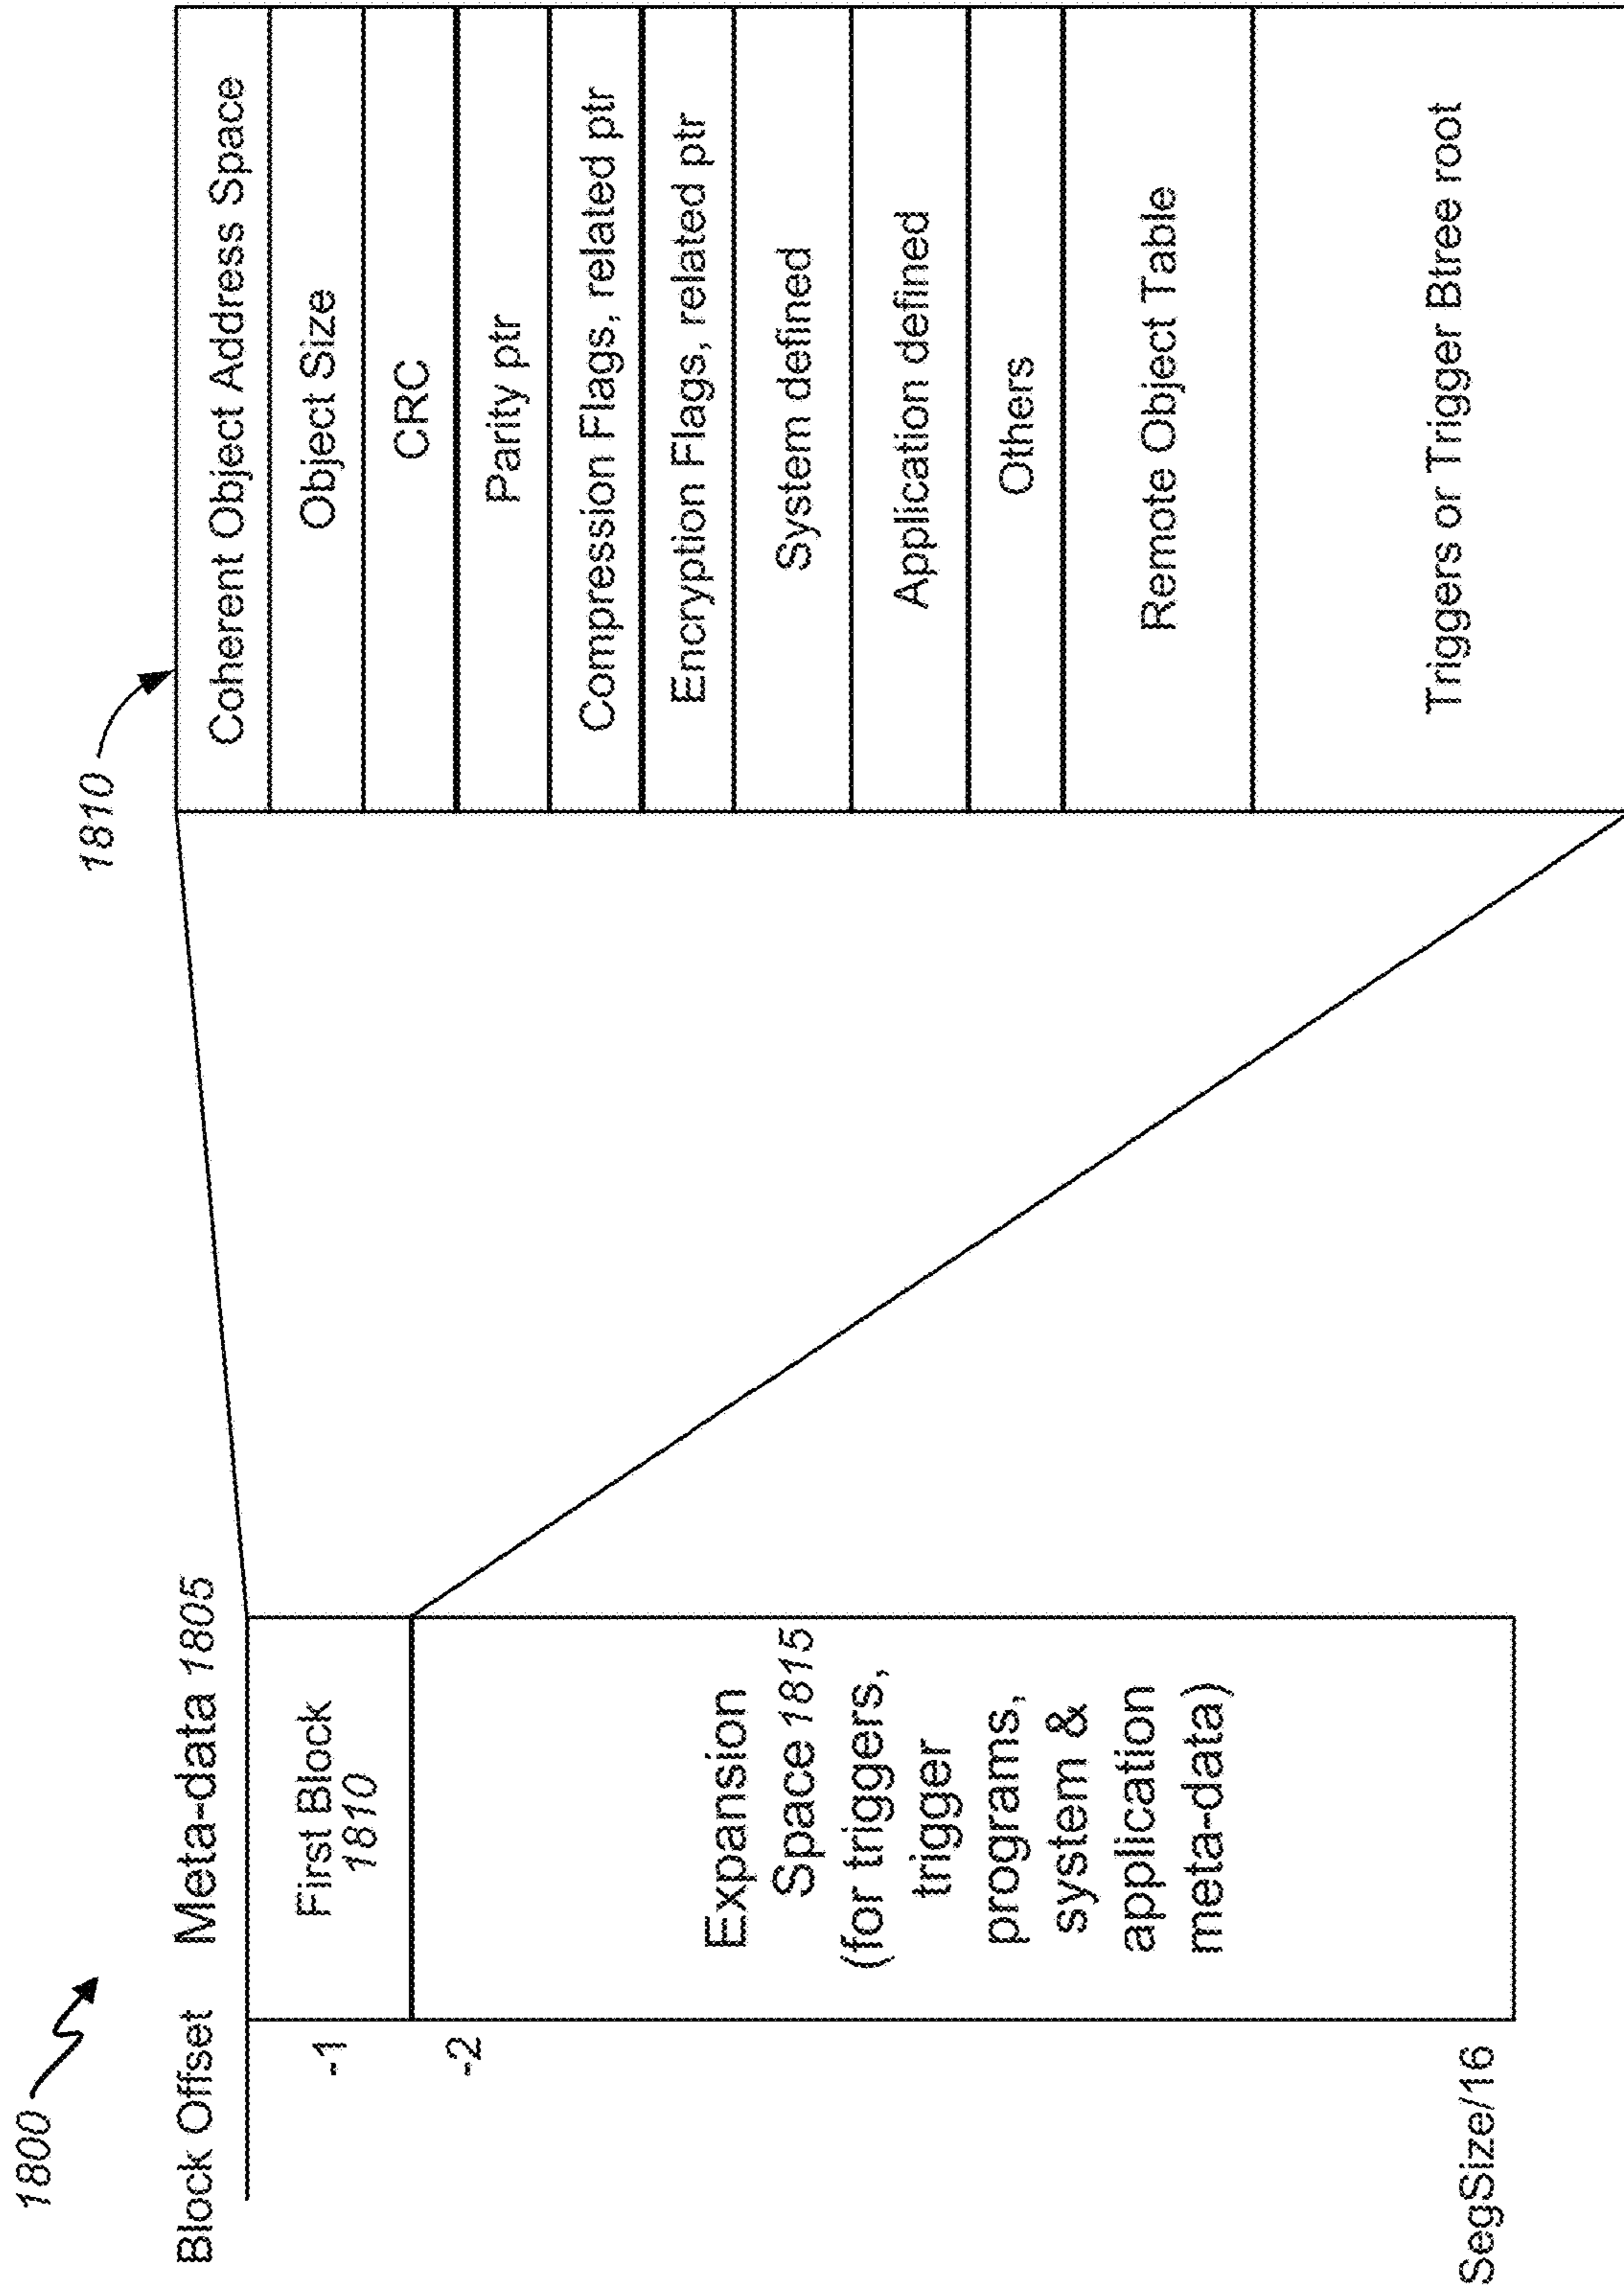 1800
Block Offset
Meta-data 1805
-1
First Block
1810
-2
Expansion
Space 1815
(for triggers,
trigger
programs,
system &
application
meta-data)
SegSize/16
1810
Coherent Object Address Space
Object Size
CRC
Parity ptr
Compression Flags, related ptr
Encryption Flags, related ptr
System defined
Application defined
Others
Remote Object Table
Triggers or Trigger Btree root